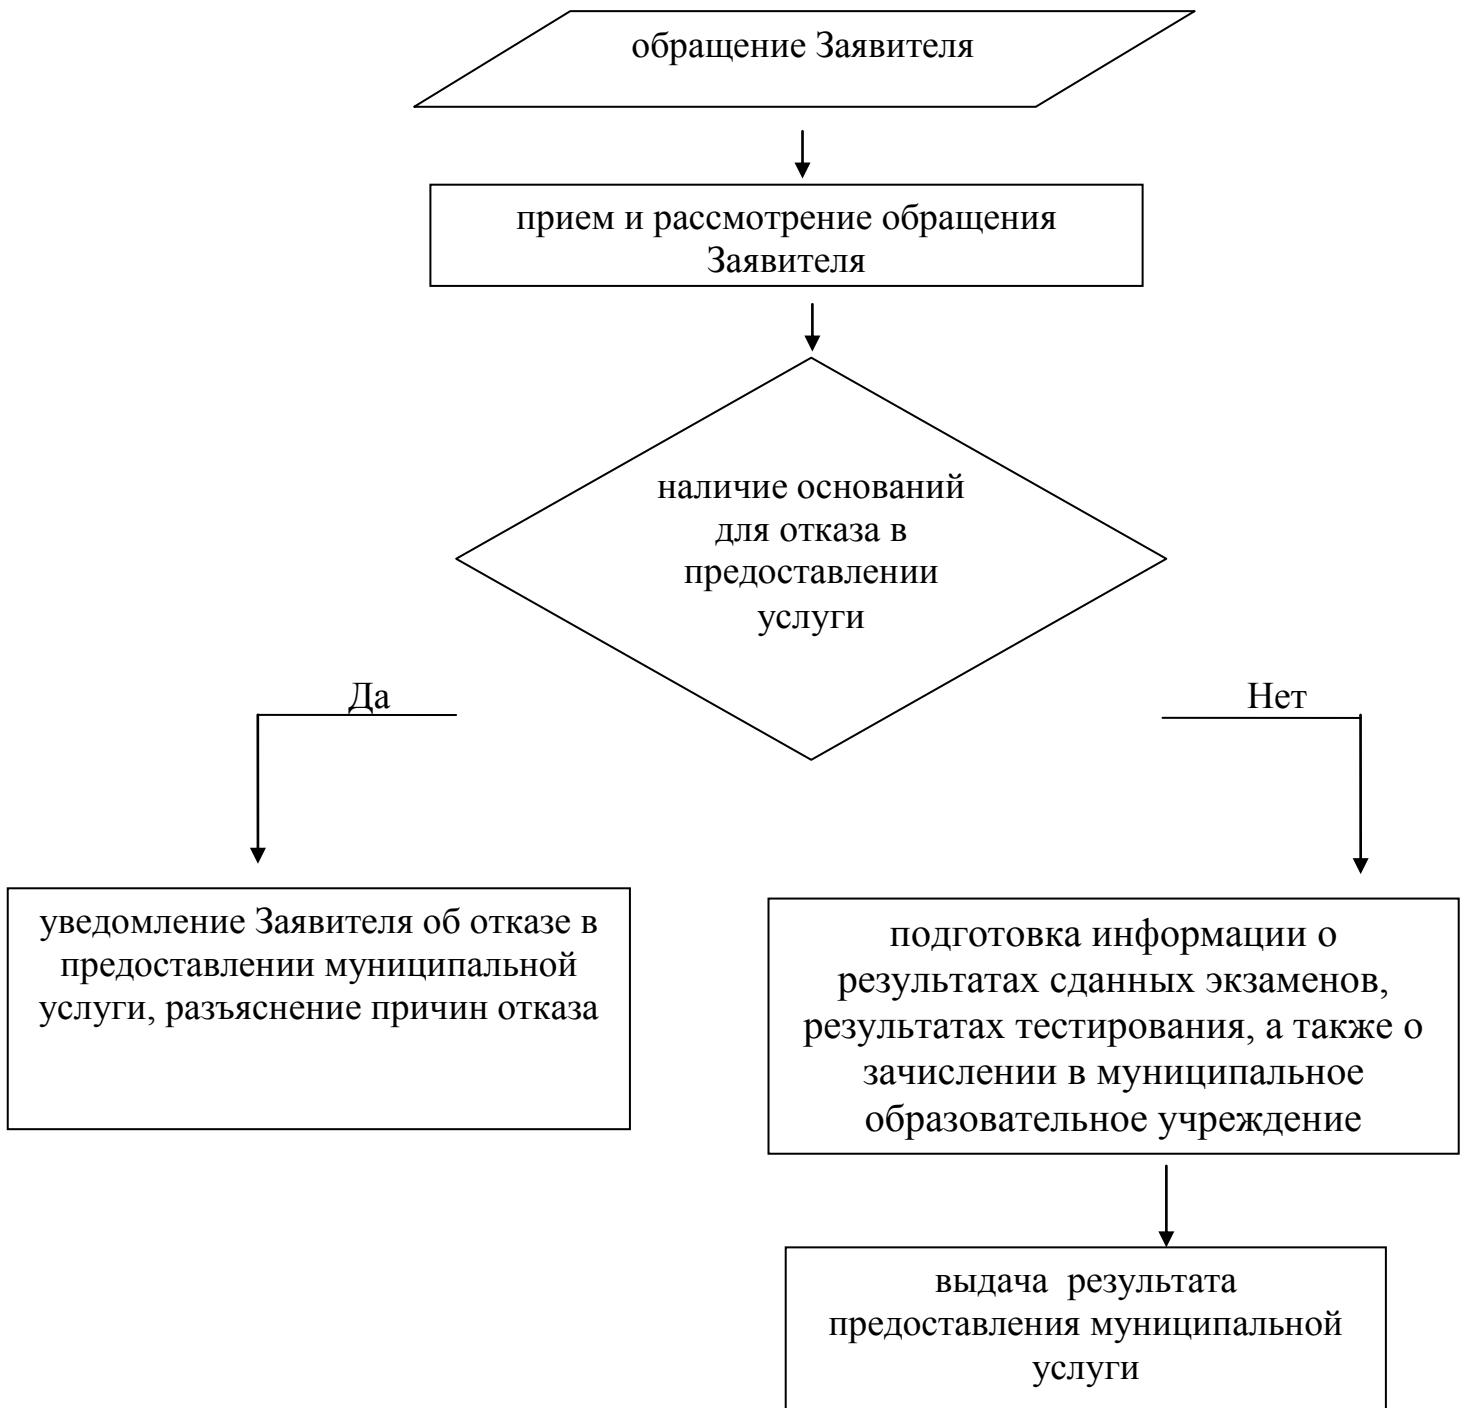 обращение Заявителя
прием и рассмотрение обращения
Заявителя
наличие оснований
для отказа в
предоставлении
услуги
Да
Нет
уведомление Заявителя об отказе в
предоставлении муниципальной
услуги, разъяснение причин отказа
подготовка информации о
результатах сданных экзаменов,
результатах тестирования, а также о
зачислении в муниципальное
образовательное учреждение
выдача результата
предоставления муниципальной
услуги